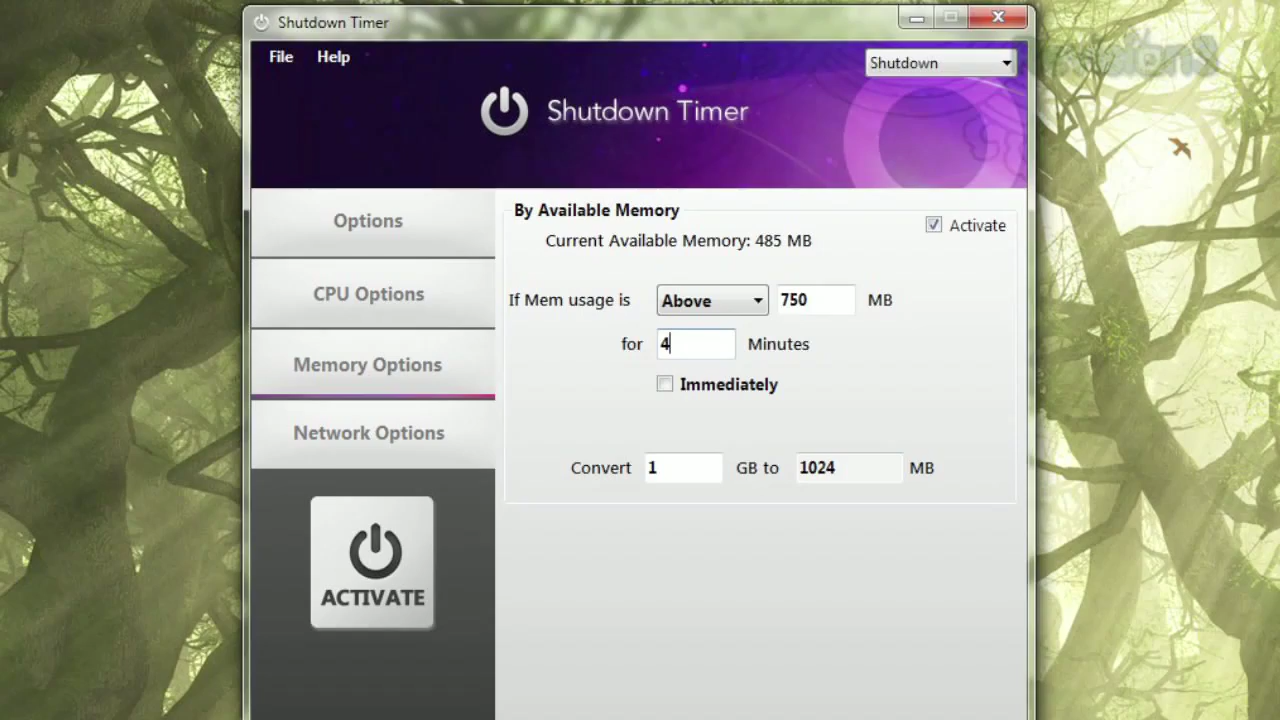 Shutdown Timer
File Help
Shutdown
Shutdown Timer
Options
CPU Options
Memory Options
Network Options
ACTIVATE
By Available Memory
Activate
Current Available Memory: 485 MB
If Mem usage is Above 750 MB
for 4 Minutes
Immediately
Convert 1 GB to 1024 MB